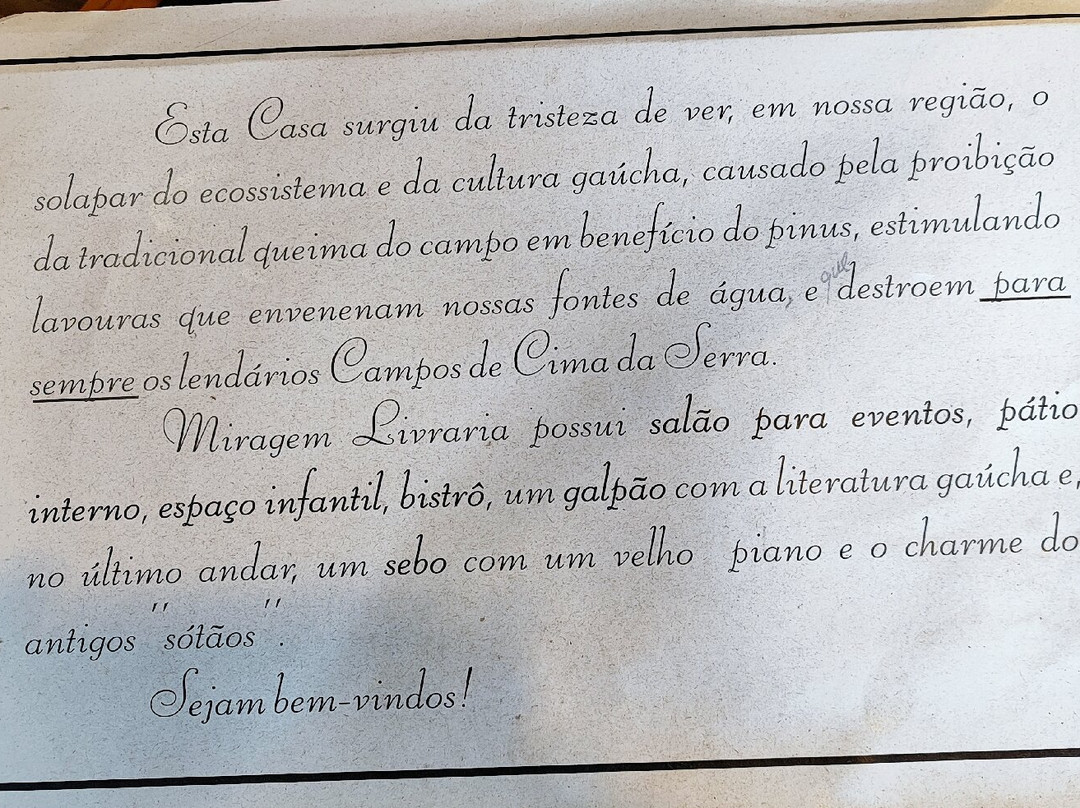 Esta Casa surgiu da tristeza de ver, em nossa região, o
solapar do ecossistema e da cultura gaúcha, causado pela proibição
da tradicional queima do campo em benefício do pinus, estimulando
lavouras que envenenam nossas fontes de água, e que destroem para
sempre os lendários Campos de Cima da Serra.
Miragem Livraria possui salão para eventos, pátio
interno, espaço infantil, bistrô, um galpão com a literatura gaúcha e,
no último andar, um sebo com um velho piano e o charme do
antigos "sótãos".
Sejam bem-vindos!